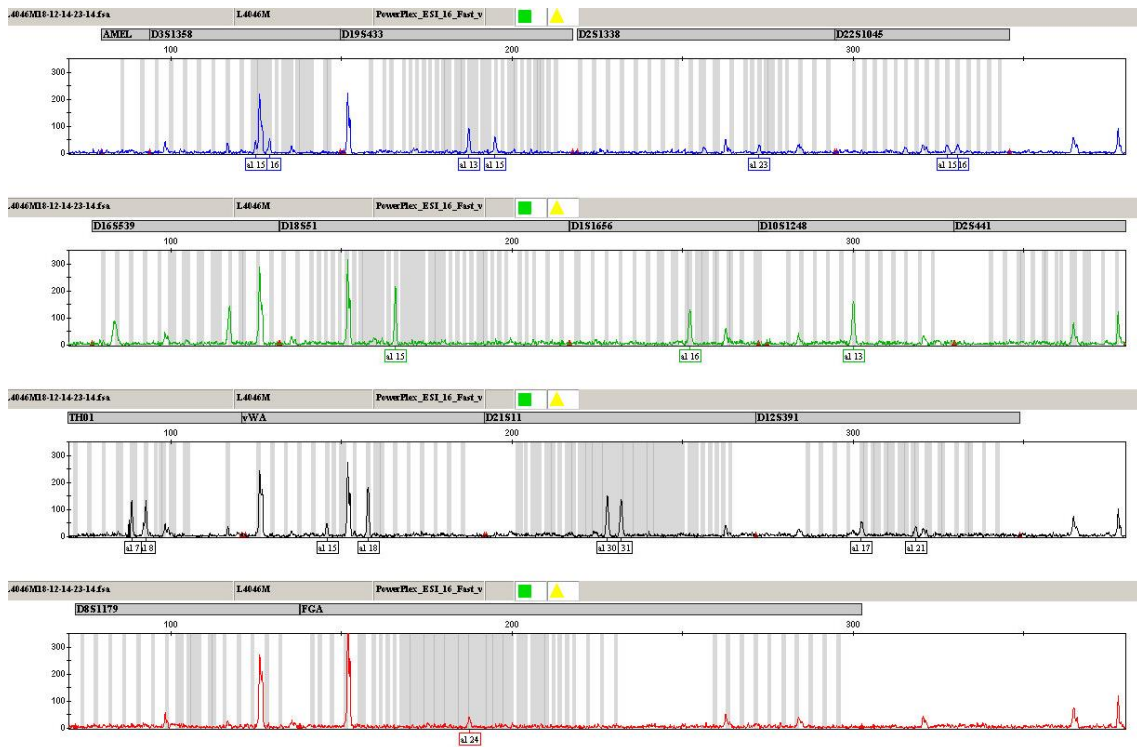 .4046M18-12-14-23-14.fsa L4046M PowerPlex_ESI_16_Fast_v
AMEL D3S1358 D19S433 D2S1338 D22S1045
100 200 300
300
200
100
0
al 15 16 al 13 al 15 al 23 al 15 16
.4046M18-12-14-23-14.fsa L4046M PowerPlex_ESI_16_Fast_v
D16S539 D18S51 D1S1656 D10S1248 D2S441
100 200 300
300
200
100
0
al 15 al 16 al 13
.4046M18-12-14-23-14.fsa L4046M PowerPlex_ESI_16_Fast_v
TH01 vWA D21S11 D12S391
100 200 300
300
200
100
0
al 7 al 8 al 15 al 18 al 30 31 al 17 al 21
.4046M18-12-14-23-14.fsa L4046M PowerPlex_ESI_16_Fast_v
D8S1179 FGA
100 200 300
300
200
100
0
al 24